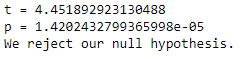 t = 4.451892923130488
p = 1.4202432799365998e-05
We reject our null hypothesis.